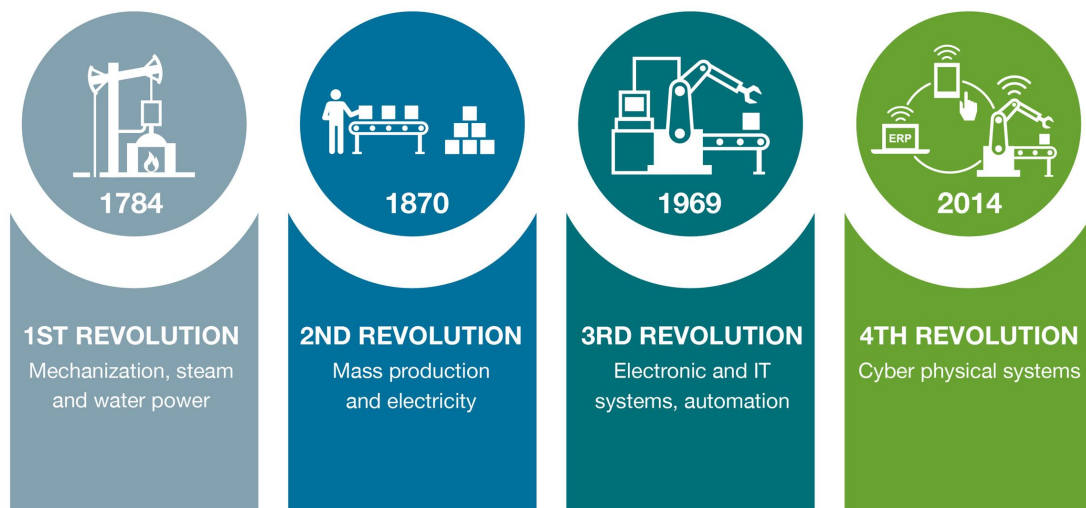 1784
1ST REVOLUTION
Mechanization, steam
and water power
1870
2ND REVOLUTION
Mass production
and electricity
1969
3RD REVOLUTION
Electronic and IT
systems, automation
ERP
2014
4TH REVOLUTION
Cyber physical systems